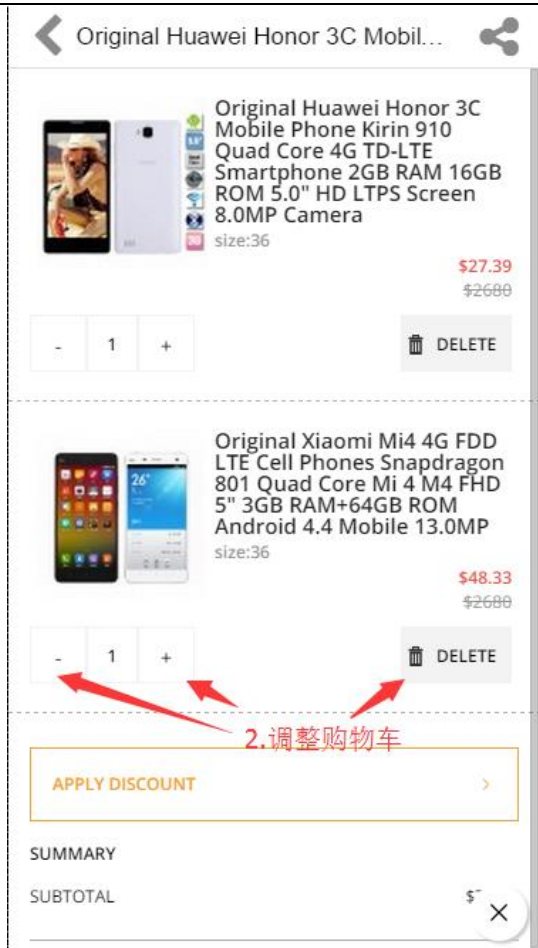 Original Huawei Honor 3C Mobil...
Original Huawei Honor 3C
Mobile Phone Kirin 910
Quad Core 4G TD-LTE
Smartphone 2GB RAM 16GB
ROM 5.0" HD LTPS Screen
8.0MP Camera
size:36
$27.39
$2680
- 1 +
DELETE
Original Xiaomi Mi4 4G FDD
LTE Cell Phones Snapdragon
801 Quad Core Mi 4 M4 FHD
5" 3GB RAM+64GB ROM
Android 4.4 Mobile 13.0MP
size:36
26°
$48.33
$2680
- 1 +
DELETE
2.调整购物车
APPLY DISCOUNT
SUMMARY
SUBTOTAL